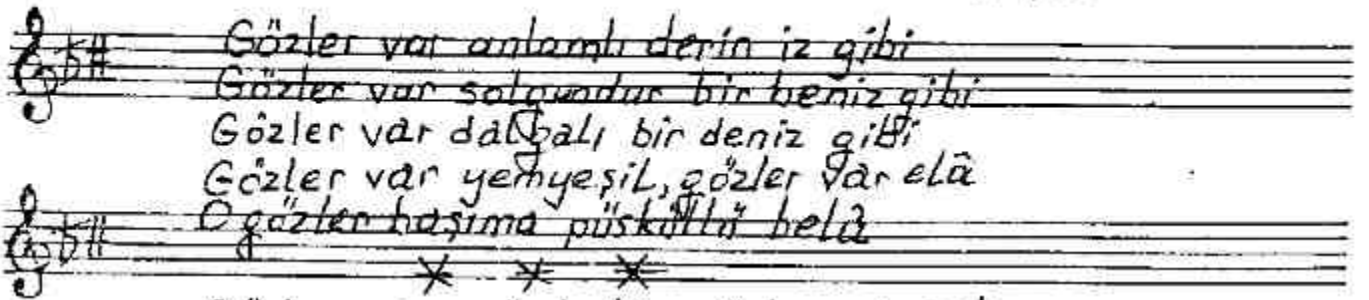 Gözler var anlamlı derin iz gibi
Gözler var solgundur bir beniz gibi
Gözler var dalgalı bir deniz gibi
Gözler var yemyeşil, gözler var elâ
O gözler başıma püsküllü belâ